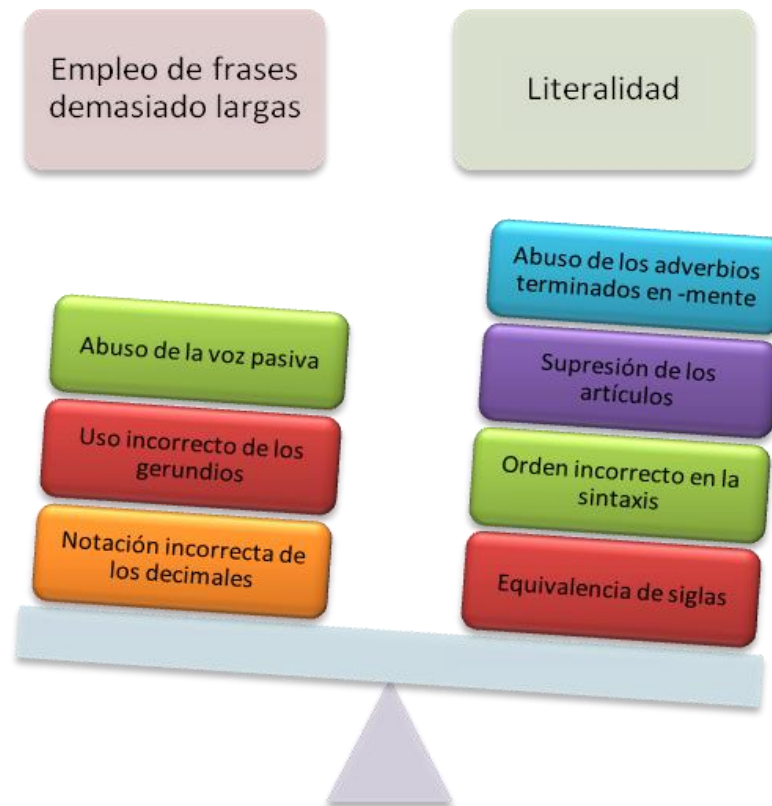 Empleo de frases
demasiado largas
Literalidad
Abuso de la voz pasiva
Uso incorrecto de los
gerundios
Notación incorrecta de
los decimales
Abuso de los adverbios
terminados en -mente
Supresión de los
artículos
Orden incorrecto en la
sintaxis
Equivalencia de siglas